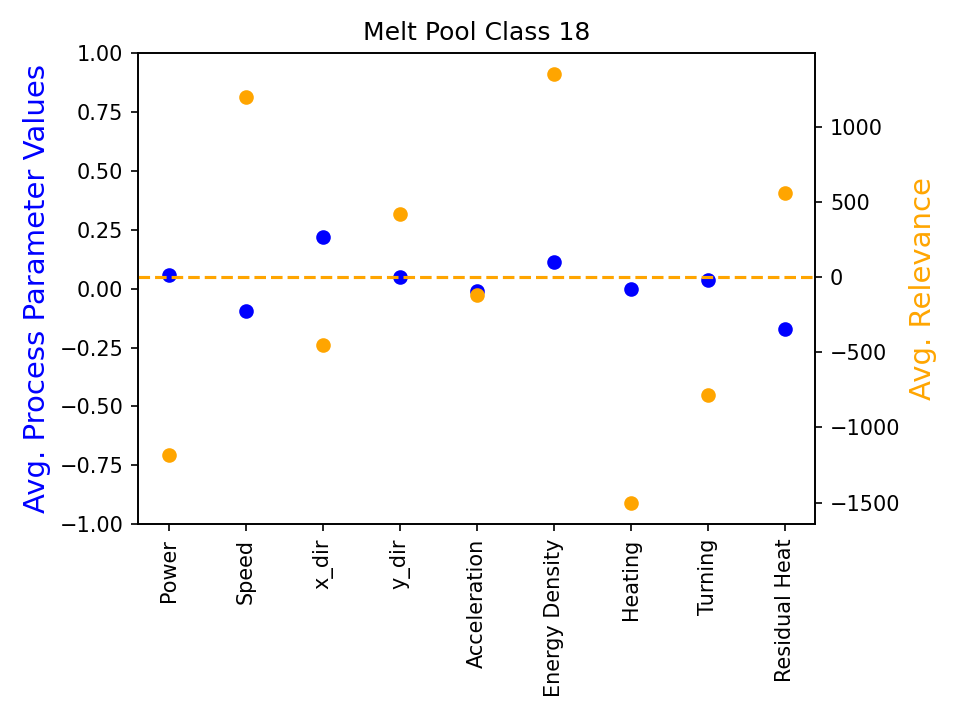 Melt Pool Class 18
Avg. Process Parameter Values
1.00
0.75
0.50
0.25
0.00
−0.25
−0.50
−0.75
−1.00
1000
500
0
−500
−1000
−1500
Avg. Relevance
Power
Speed
x_dir
y_dir
Acceleration
Energy Density
Heating
Turning
Residual Heat